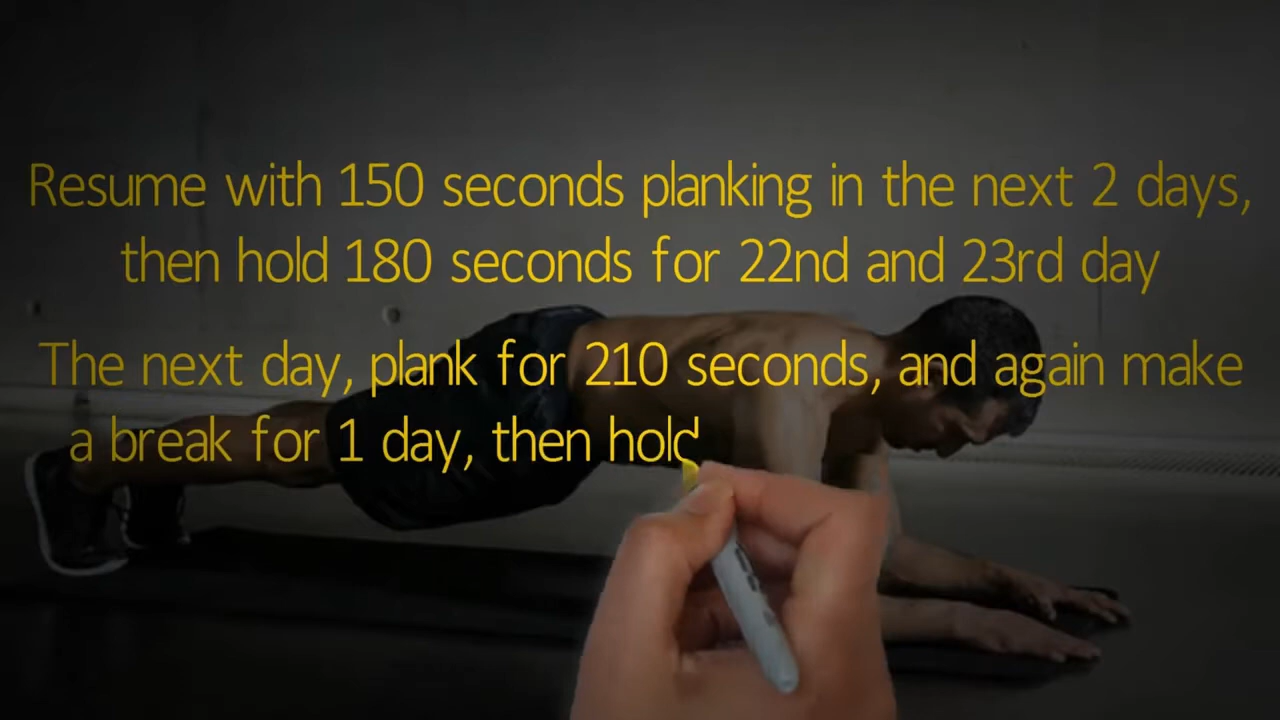 Resume with 150 seconds planking in the next 2 days,
then hold 180 seconds for 22nd and 23rd day
The next day, plank for 210 seconds, and again make
a break for 1 day, then hold